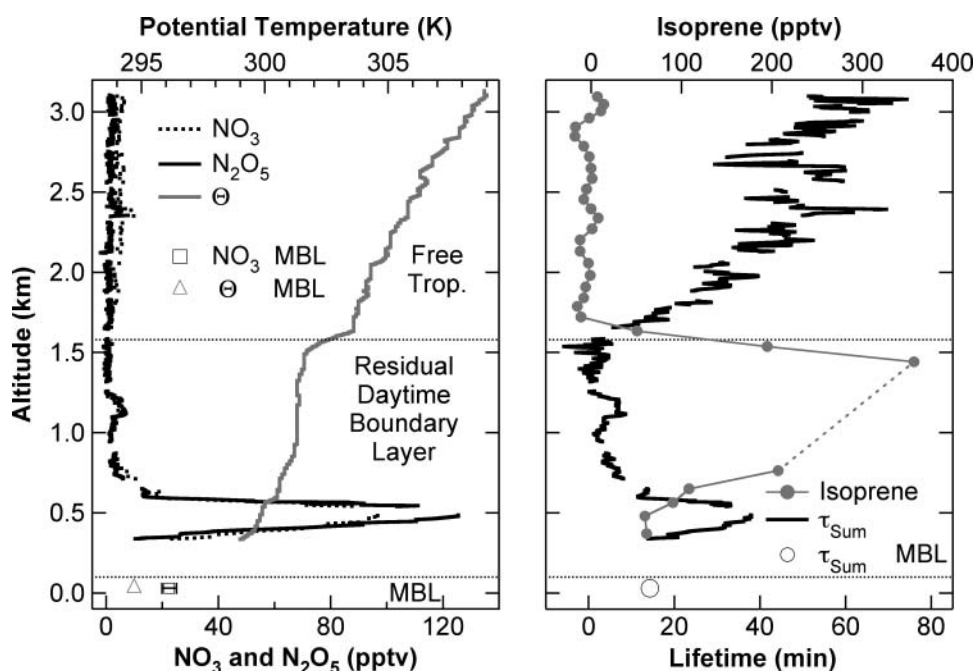 Potential Temperature (K)
295 300 305
Isoprene (pptv)
0 100 200 300 400
3.0
2.5
2.0
1.5
1.0
0.5
0.0
Altitude (km)
NO₃
N₂O₅
Θ
NO₃ MBL
Θ MBL
Free
Trop.
Residual
Daytime
Boundary
Layer
MBL
0 40 80 120
NO₃ and N₂O₅ (pptv)
Isoprene
τSum
τSum MBL
0 20 40 60 80
Lifetime (min)